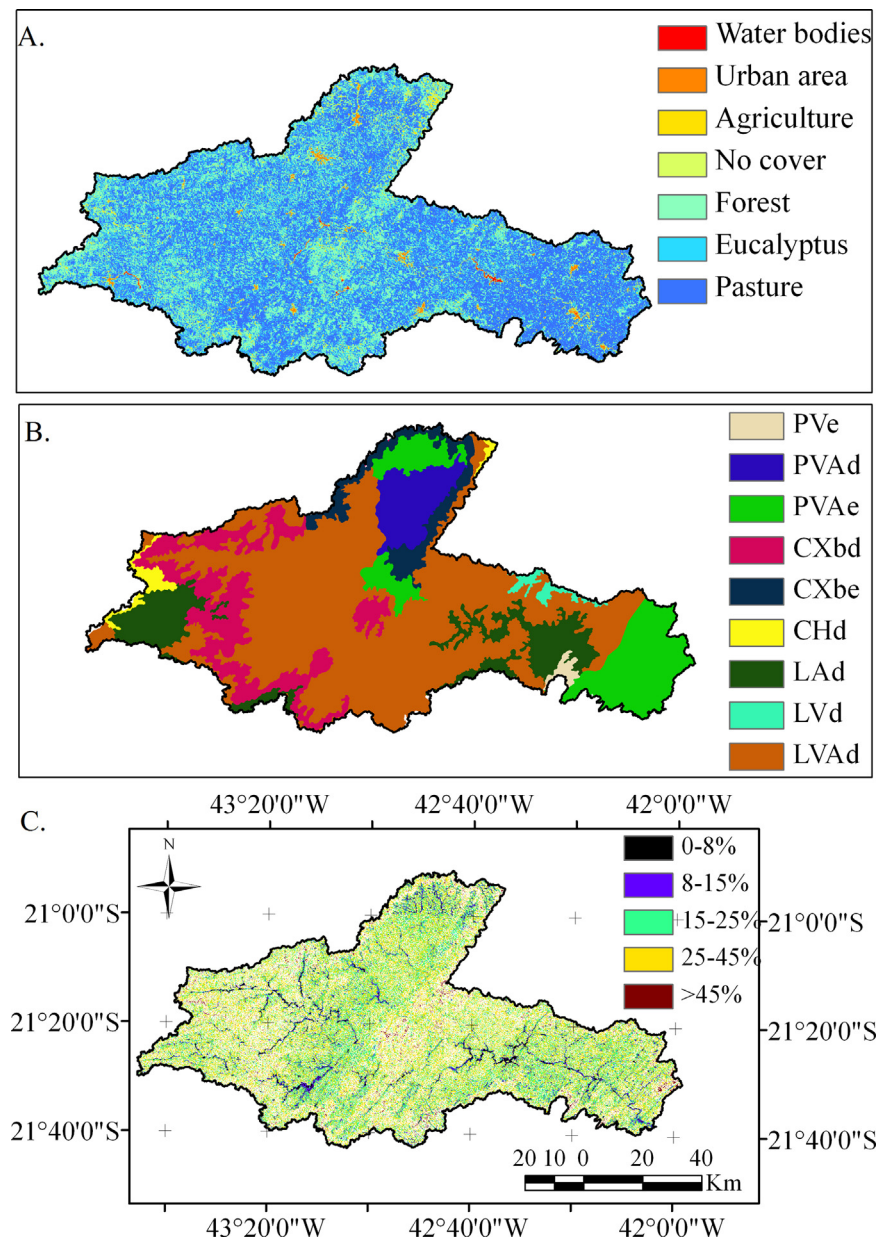 A.
Water bodies
Urban area
Agriculture
No cover
Forest
Eucalyptus
Pasture
B.
PVe
PVAd
PVAe
CXbd
CXbe
CHd
LAd
LVd
LVAd
43°20'0"W 42°40'0"W 42°0'0"W
C.
N
0-8%
8-15%
15-25%
25-45%
>45%
21°0'0"S 21°0'0"S
21°20'0"S 21°20'0"S
21°40'0"S 21°40'0"S
20 10 0 20 40
Km
43°20'0"W 42°40'0"W 42°0'0"W